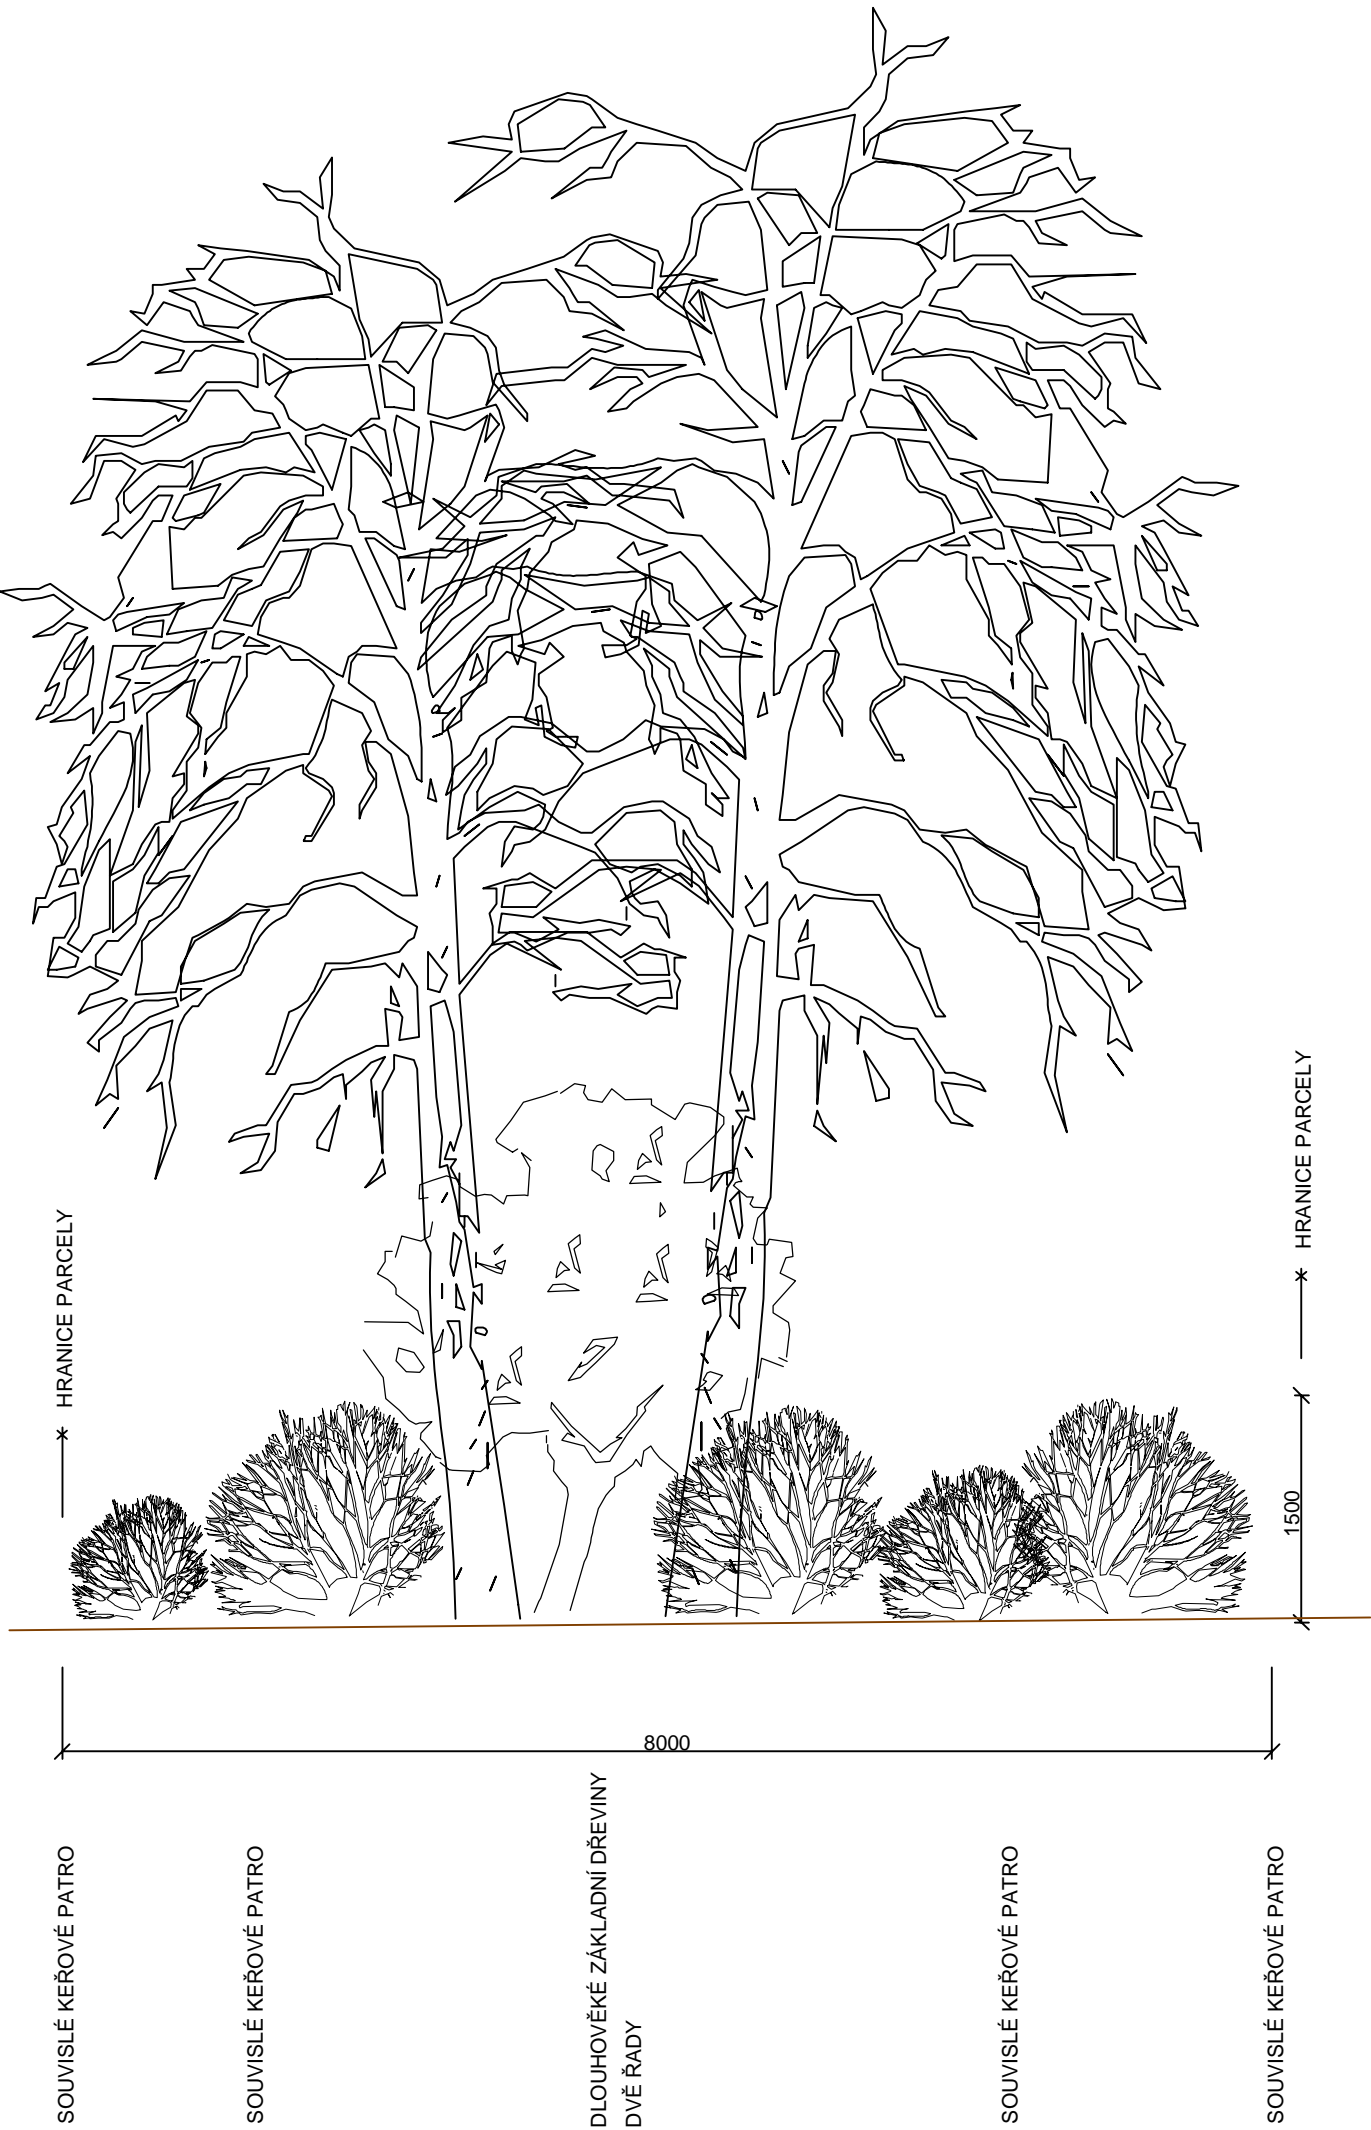 HRANICE PARCELY
HRANICE PARCELY
1500
8000
SOUVISLÉ KEŘOVÉ PATRO
SOUVISLÉ KEŘOVÉ PATRO
DLOUHOVĚKÉ ZÁKLADNÍ DŘEVINY
DVĚ ŘADY
SOUVISLÉ KEŘOVÉ PATRO
SOUVISLÉ KEŘOVÉ PATRO